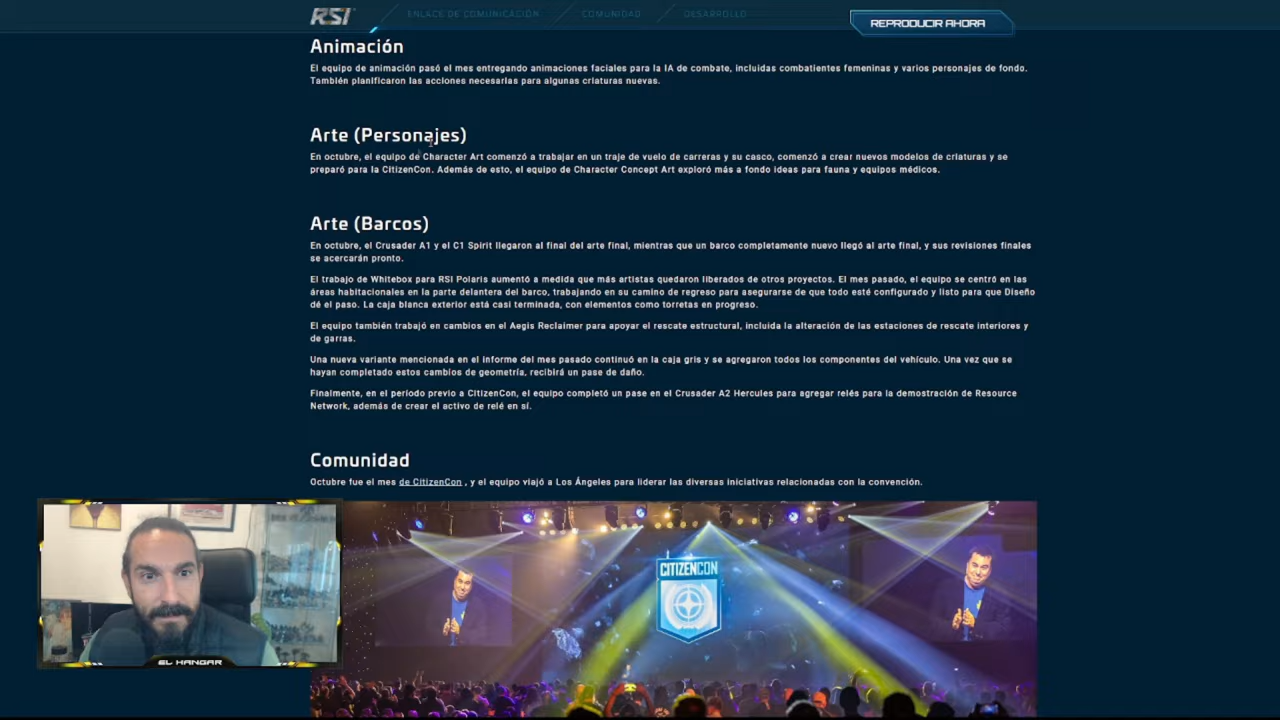 RSI
ENLACE DE COMUNICACIÓN
COMUNIDAD
DESARROLLO
REPRODUCIR AHORA
Animación
El equipo de animación pasó el mes entregando animaciones faciales para la IA de combate, incluidas combatientes femeninas y varios personajes de fondo.
También planificaron las acciones necesarias para algunas criaturas nuevas.
Arte (Personajes)
En octubre, el equipo de Character Art comenzó a trabajar en un traje de vuelo de carreras y su casco, comenzó a crear nuevos modelos de criaturas y se
preparó para la CitizenCon. Además de esto, el equipo de Character Concept Art exploró más a fondo ideas para fauna y equipos médicos.
Arte (Barcos)
En octubre, el Crusader A1 y el C1 Spirit llegaron al final del arte final, mientras que un barco completamente nuevo llegó al arte final, y sus revisiones finales
se acercarán pronto.
El trabajo de Whitebox para RSI Polaris aumentó a medida que más artistas quedaron liberados de otros proyectos. El mes pasado, el equipo se centró en las
áreas habitacionales en la parte delantera del barco, trabajando en su camino de regreso para asegurarse de que todo esté configurado y listo para que Diseño
dé el paso. La caja blanca exterior está casi terminada, con elementos como torretas en progreso.
El equipo también trabajó en cambios en el Aegis Reclaimer para apoyar el rescate estructural, incluida la alteración de las estaciones de rescate interiores y
de garras.
Una nueva variante mencionada en el informe del mes pasado continuó en la caja gris y se agregaron todos los componentes del vehículo. Una vez que se
hayan completado estos cambios de geometría, recibirá un pase de daño.
Finalmente, en el período previo a CitizenCon, el equipo completó un pase en el Crusader A2 Hercules para agregar relés para la demostración de Resource
Network, además de crear el activo de relé en sí.
Comunidad
Octubre fue el mes de CitizenCon , y el equipo viajó a Los Ángeles para liderar las diversas iniciativas relacionadas con la convención.
CITIZENCON
EL HANGAR